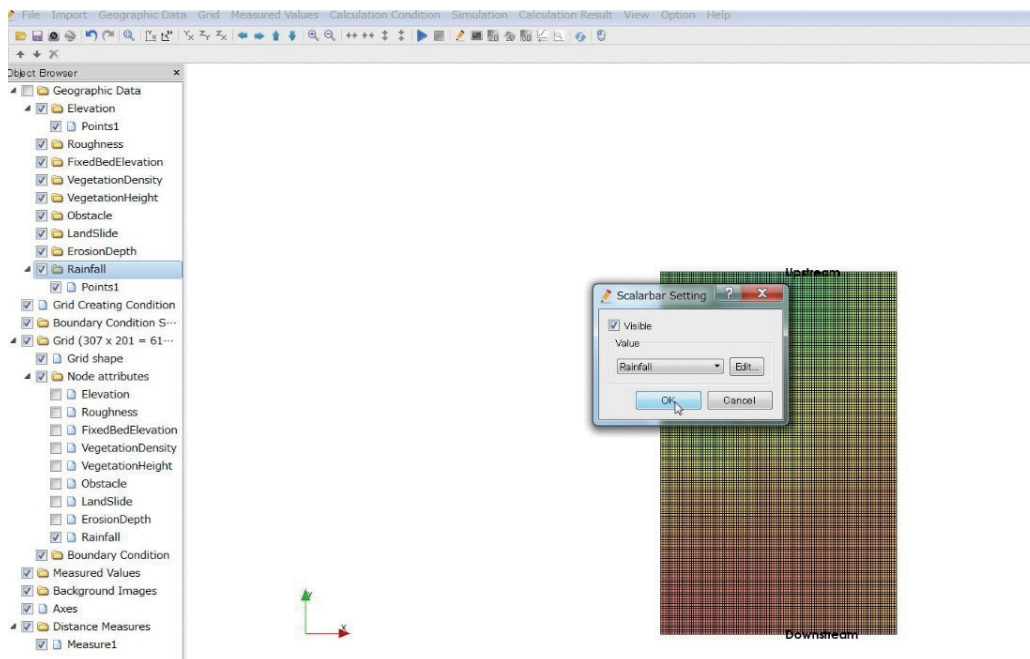 File Import Geographic Data Grid Measured Values Calculation Condition Simulation Calculation Result View Option Help
Object Browser
Geographic Data
Elevation
Points1
Roughness
FixedBedElevation
VegetationDensity
VegetationHeight
Obstacle
LandSlide
ErosionDepth
Rainfall
Points1
Grid Creating Condition
Boundary Condition S···
Grid (307 x 201 = 61···
Grid shape
Node attributes
Elevation
Roughness
FixedBedElevation
VegetationDensity
VegetationHeight
Obstacle
LandSlide
ErosionDepth
Rainfall
Boundary Condition
Measured Values
Background Images
Axes
Distance Measures
Measure1
Upstream
Scalarbar Setting
Visible
Value
Rainfall
Edit...
OK
Cancel
Y
X
Downstream